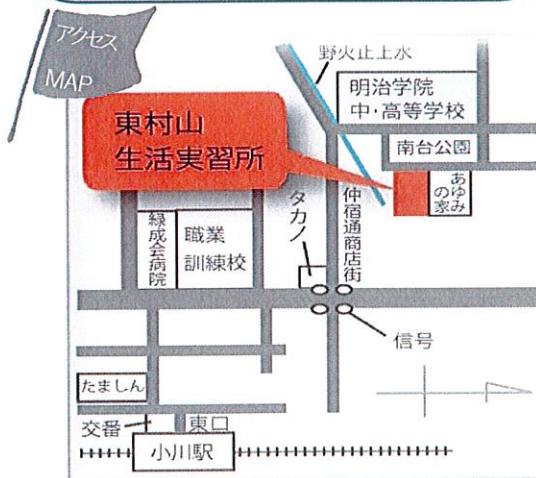 アクセス
MAP
野火止上水
明治学院
中・高等学校
東村山
生活実習所
南台公園
あゆみ
の家
仲宿通商店街
タカノ
緑成会病院
職業
訓練校
信号
たましん
交番
東口
小川駅